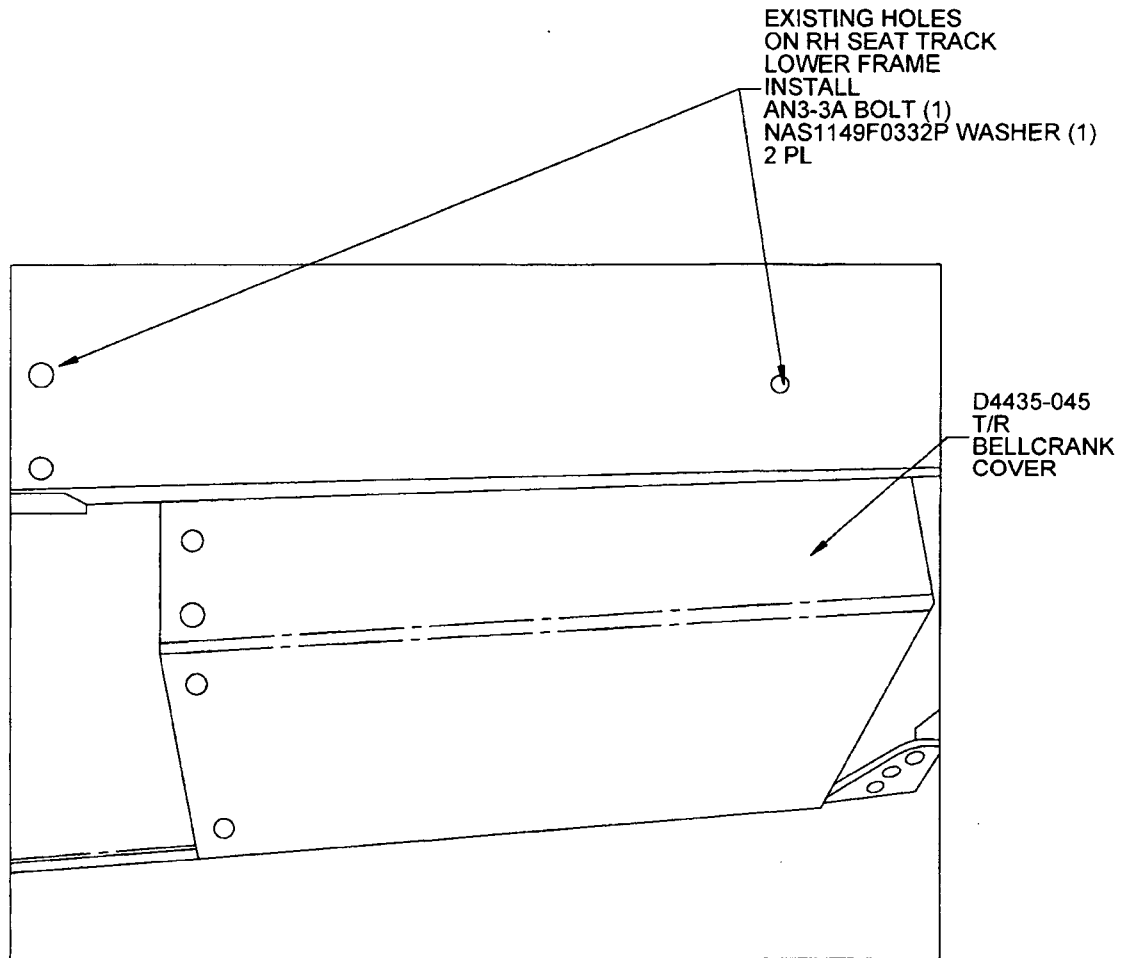 EXISTING HOLES
ON RH SEAT TRACK
LOWER FRAME
INSTALL
AN3-3A BOLT (1)
NAS1149F0332P WASHER (1)
2 PL
D4435-045
T/R
BELLCRANK
COVER